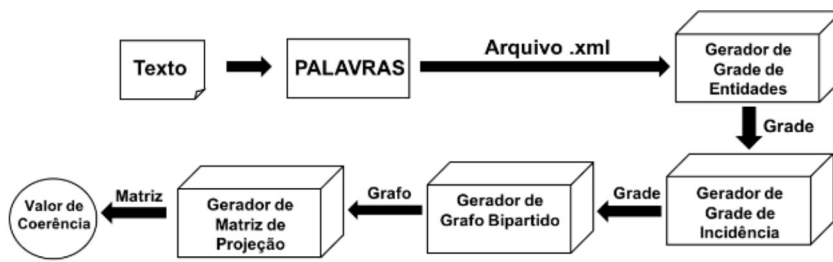 Texto
PALAVRAS
Arquivo .xml
Gerador de
Grade de
Entidades
Grade
Gerador de
Grade de
Incidência
Grade
Gerador de
Grafo Bipartido
Grafo
Gerador de
Matriz de
Projeção
Matriz
Valor de
Coerência